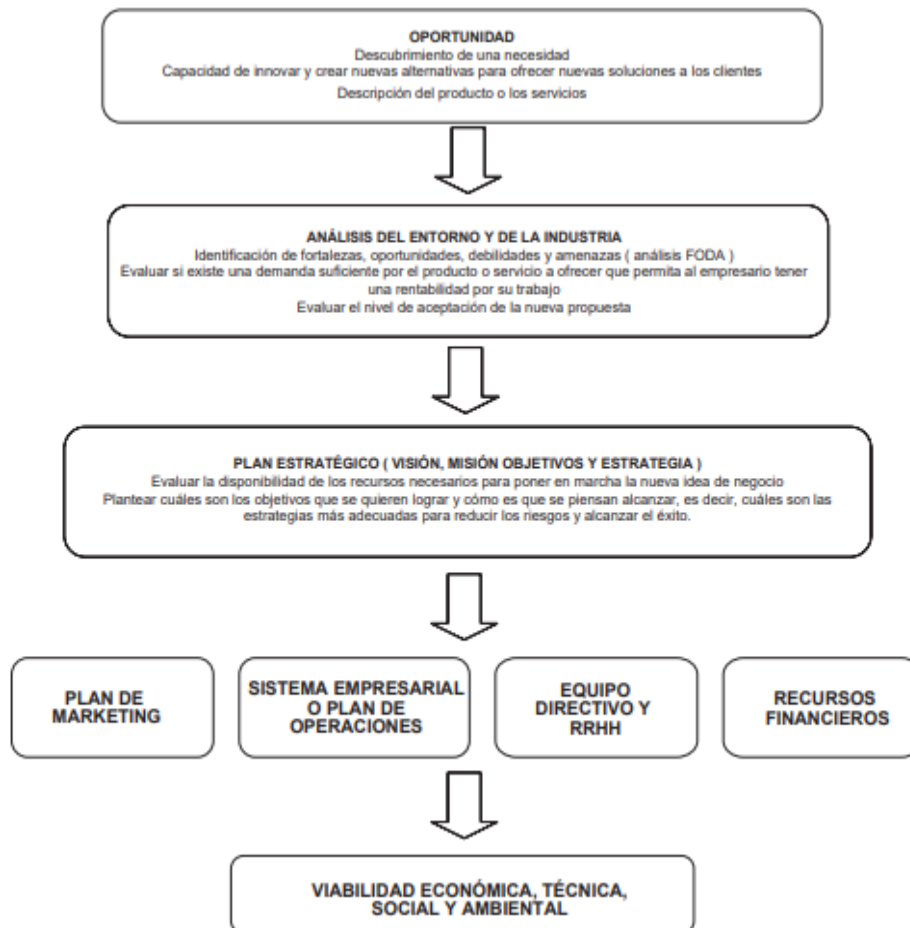 OPORTUNIDAD
Descubrimiento de una necesidad
Capacidad de innovar y crear nuevas alternativas para ofrecer nuevas soluciones a los clientes
Descripción del producto o los servicios
ANÁLISIS DEL ENTORNO Y DE LA INDUSTRIA
Identificación de fortalezas, oportunidades, debilidades y amenazas ( análisis FODA )
Evaluar si existe una demanda suficiente por el producto o servicio a ofrecer que permita al empresario tener
una rentabilidad por su trabajo
Evaluar el nivel de aceptación de la nueva propuesta
PLAN ESTRATÉGICO ( VISIÓN, MISIÓN OBJETIVOS Y ESTRATEGIA )
Evaluar la disponibilidad de los recursos necesarios para poner en marcha la nueva idea de negocio
Plantear cuáles son los objetivos que se quieren lograr y cómo es que se piensan alcanzar, es decir, cuáles son las
estrategias más adecuadas para reducir los riesgos y alcanzar el éxito.
PLAN DE
MARKETING
SISTEMA EMPRESARIAL
O PLAN DE
OPERACIONES
EQUIPO
DIRECTIVO Y
RRHH
RECURSOS
FINANCIEROS
VIABILIDAD ECONÓMICA, TÉCNICA,
SOCIAL Y AMBIENTAL